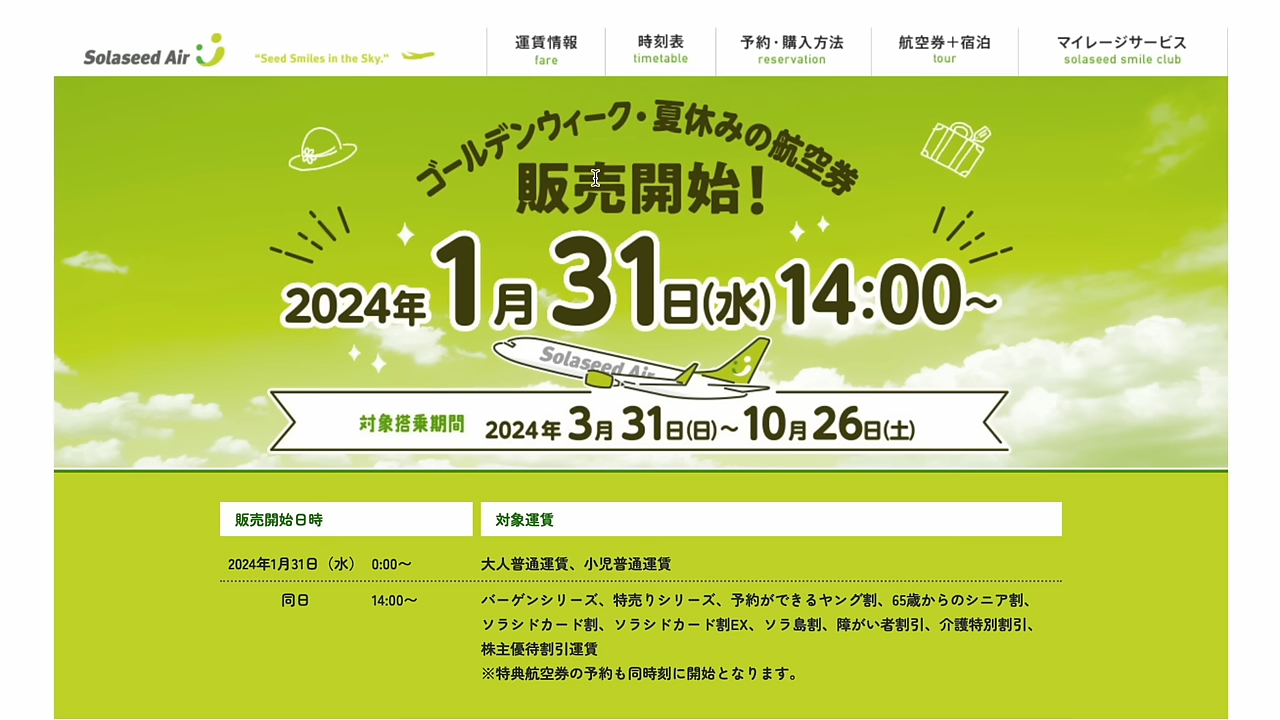 Solaseed Air
"Seed Smiles in the Sky."
運賃情報
fare
時刻表
timetable
予約・購入方法
reservation
航空券＋宿泊
tour
マイレージサービス
solaseed smile club
ゴールデンウィーク・夏休みの航空券
販売開始！
2024年1月31日(水)14:00～
Solaseed Air
対象搭乗期間 2024年3月31日(日)～10月26日(土)
販売開始日時 対象運賃
2024年1月31日（水） 0:00～ 大人普通運賃、小児普通運賃
同日 14:00～ バーゲンシリーズ、特売りシリーズ、予約ができるヤング割、65歳からのシニア割、
ソラシドカード割、ソラシドカード割EX、ソラ島割、障がい者割引、介護特別割引、
株主優待割引運賃
※特典航空券の予約も同時刻に開始となります。